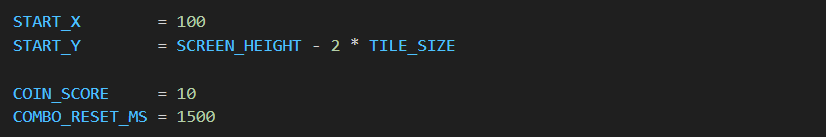 START_X        = 100
START_Y        = SCREEN_HEIGHT - 2 * TILE_SIZE

COIN_SCORE     = 10
COMBO_RESET_MS = 1500